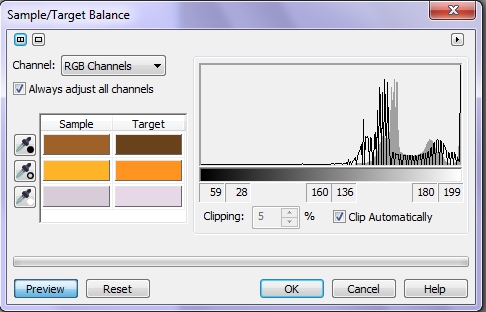 Sample/Target Balance
Channel: RGB Channels
Always adjust all channels
Sample Target
59 28 160 136 180 199
Clipping: 5 % Clip Automatically
Preview Reset OK Cancel Help